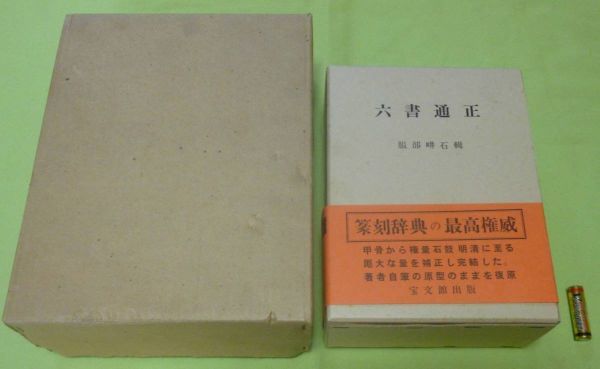 六書通正
服部畊石輯
篆刻辞典の最高権威
甲骨から権量石鼓 明清に至る
厖大な量を補正し完結した。
著者自筆の原型のままを復原
宝文館出版